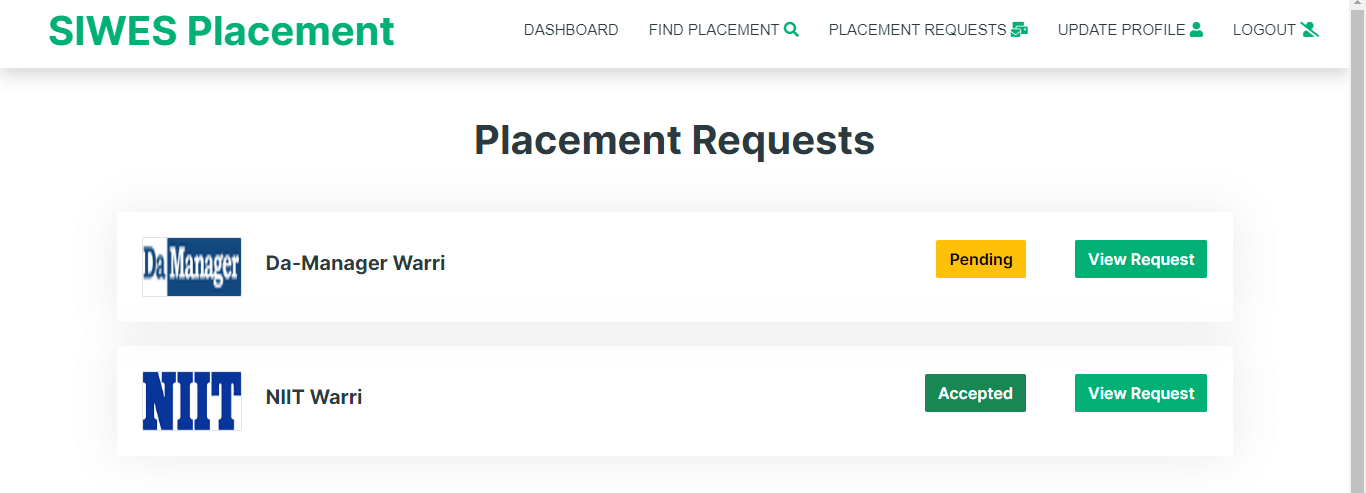 SIWES Placement
DASHBOARD FIND PLACEMENT PLACEMENT REQUESTS UPDATE PROFILE LOGOUT
Placement Requests
Da Manager Da-Manager Warri Pending View Request
NIIT NIIT Warri Accepted View Request